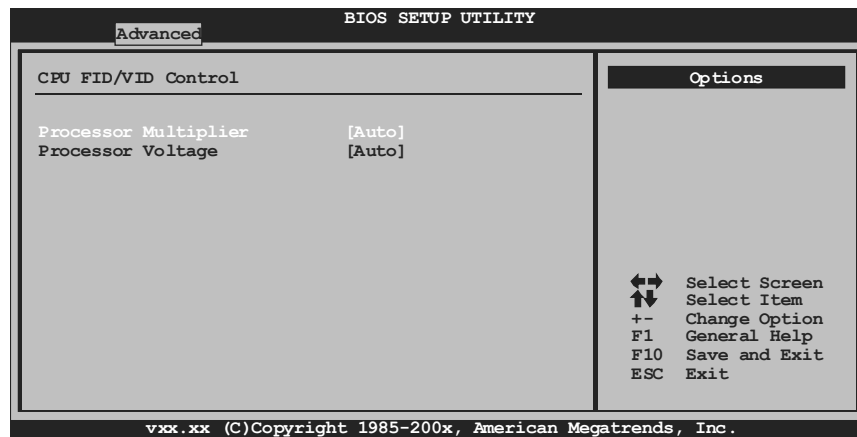 BIOS SETUP UTILITY
Advanced
CPU FID/VID Control
Processor Multiplier [Auto]
Processor Voltage [Auto]
Options
Select Screen
Select Item
+- Change Option
F1 General Help
F10 Save and Exit
ESC Exit
vxx.xx (C)Copyright 1985-200x, American Megatrends, Inc.